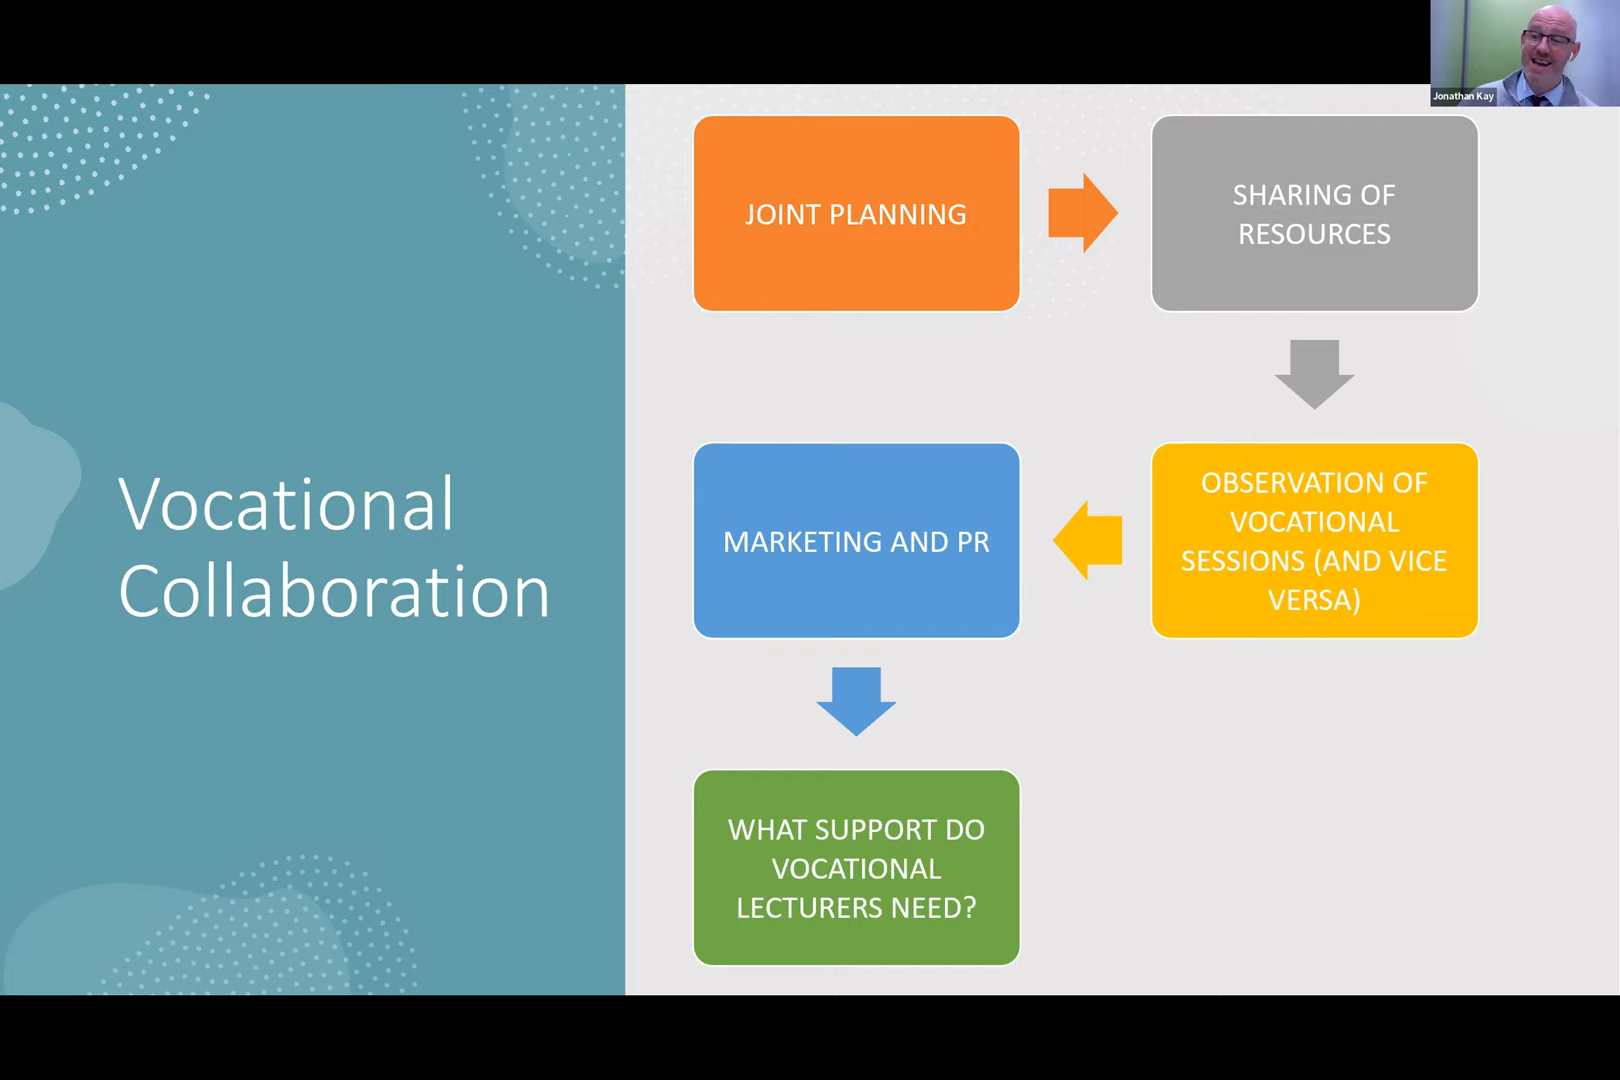 Jonathan Kay
Vocational
Collaboration
JOINT PLANNING
SHARING OF
RESOURCES
OBSERVATION OF
VOCATIONAL
SESSIONS (AND VICE
VERSA)
MARKETING AND PR
WHAT SUPPORT DO
VOCATIONAL
LECTURERS NEED?